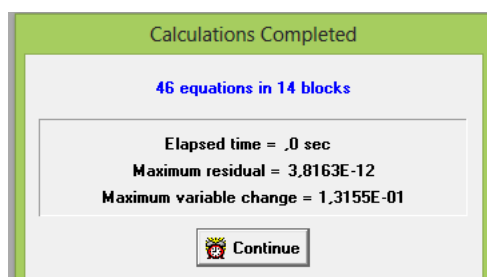 Calculations Completed
46 equations in 14 blocks
Elapsed time = ,0 sec
Maximum residual = 3,8163E-12
Maximum variable change = 1,3155E-01
Continue